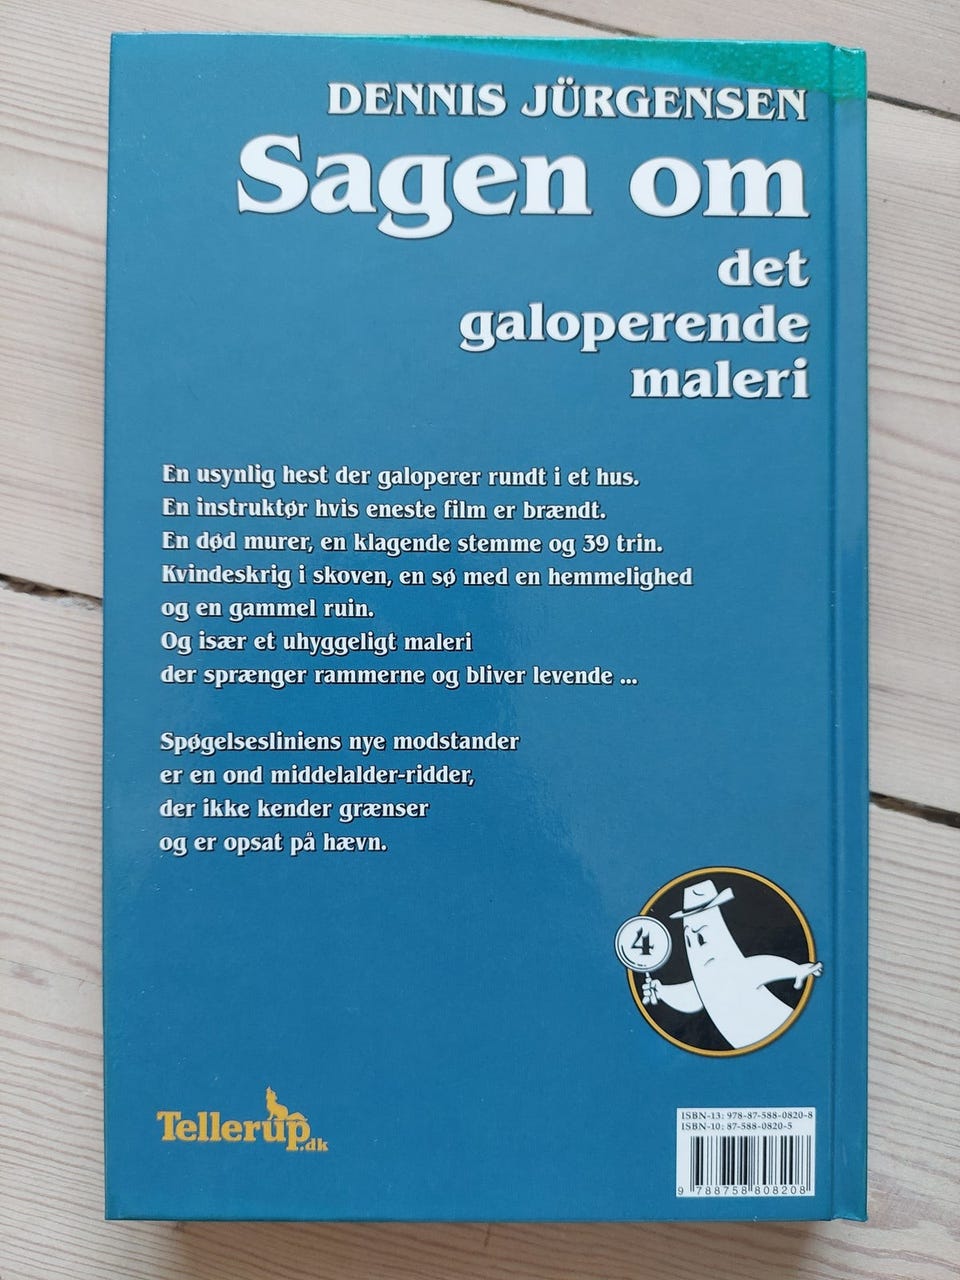 DENNIS JÜRGENSEN
Sagen om
det
galoperende
maleri
En usynlig hest der galoperer rundt i et hus.
En instruktør hvis eneste film er brændt.
En død murer, en klagende stemme og 39 trin.
Kvindeskrig i skoven, en sø med en hemmelighed
og en gammel ruin.
Og især et uhyggeligt maleri
der sprænger rammerne og bliver levende ...
Spøgelsesliniens nye modstander
er en ond middelalder-ridder,
der ikke kender grænser
og er opsat på hævn.
4
Tellerup.dk
ISBN-13: 978-87-588-0820-8
ISBN-10: 87-588-0820-5
9 788758 808208